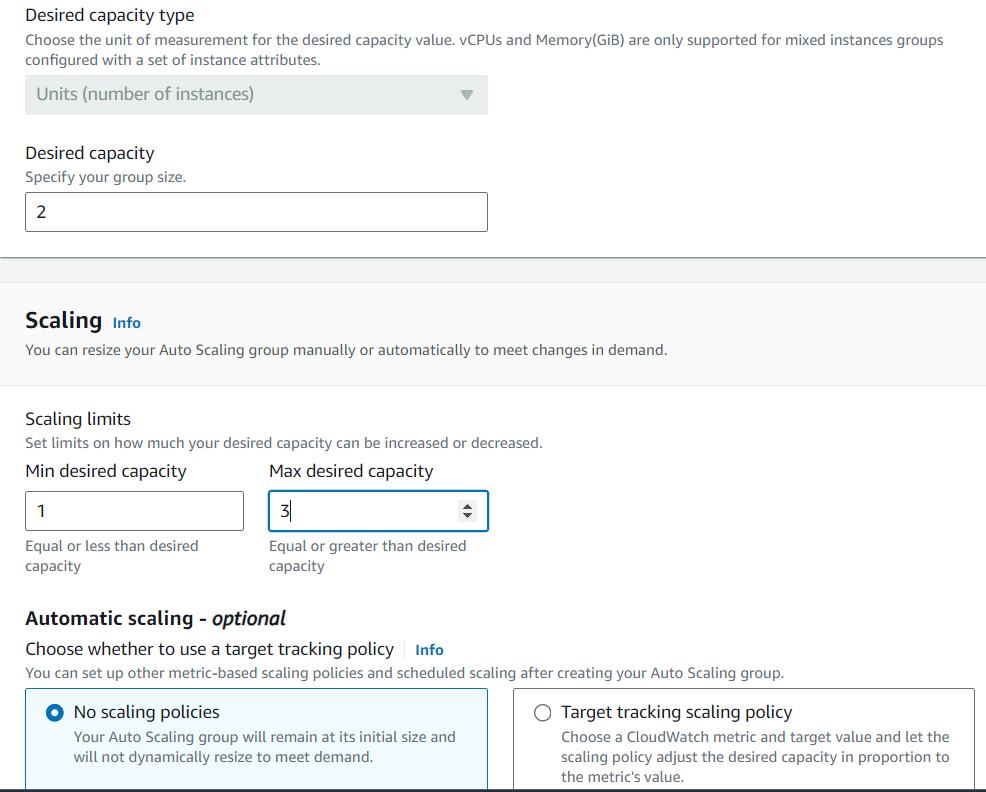 Desired capacity type
Choose the unit of measurement for the desired capacity value. vCPUs and Memory(GiB) are only supported for mixed instances groups
configured with a set of instance attributes.
Units (number of instances)
Desired capacity
Specify your group size.
2
Scaling Info
You can resize your Auto Scaling group manually or automatically to meet changes in demand.
Scaling limits
Set limits on how much your desired capacity can be increased or decreased.
Min desired capacity
1
Equal or less than desired
capacity
Max desired capacity
3
Equal or greater than desired
capacity
Automatic scaling - optional
Choose whether to use a target tracking policy Info
You can set up other metric-based scaling policies and scheduled scaling after creating your Auto Scaling group.
No scaling policies
Your Auto Scaling group will remain at its initial size and
will not dynamically resize to meet demand.
Target tracking scaling policy
Choose a CloudWatch metric and target value and let the
scaling policy adjust the desired capacity in proportion to
the metric's value.